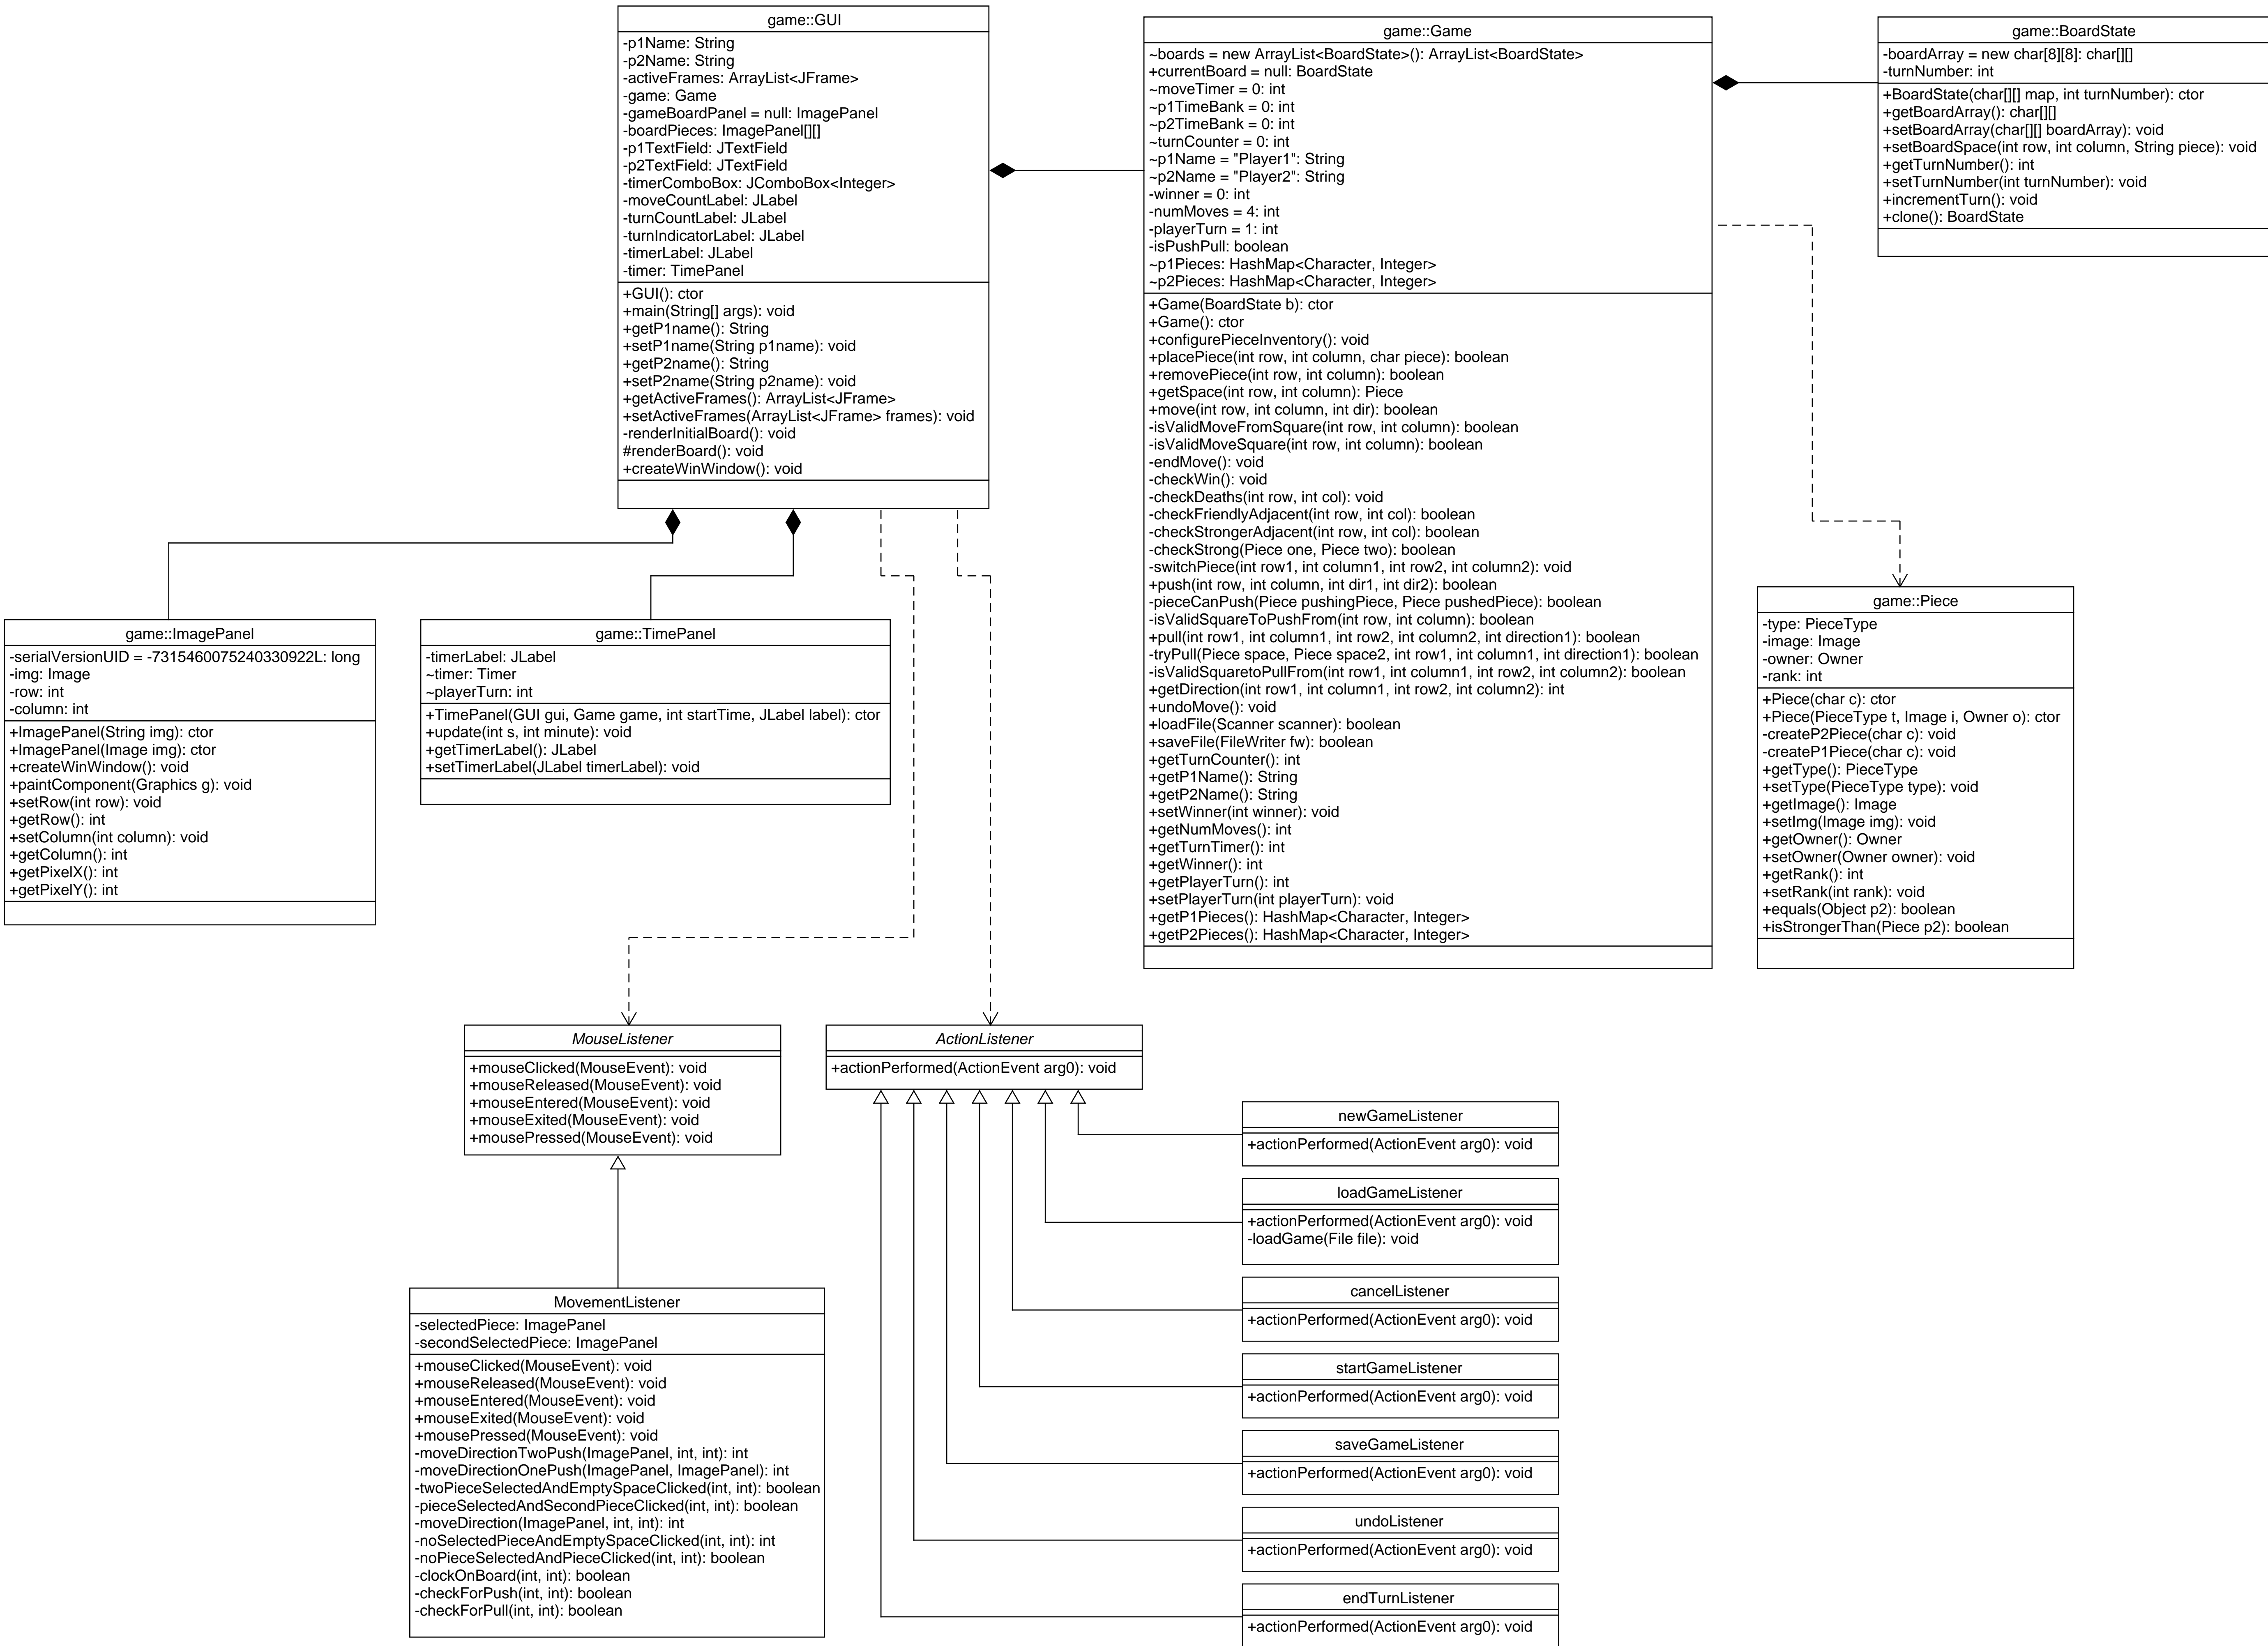 game::GUI
-p1Name: String
-p2Name: String
-activeFrames: ArrayList<JFrame>
-game: Game
-gameBoardPanel = null: ImagePanel
-boardPieces: ImagePanel[][]
-p1TextField: JTextField
-p2TextField: JTextField
-timerComboBox: JComboBox<Integer>
-moveCountLabel: JLabel
-turnCountLabel: JLabel
-turnIndicatorLabel: JLabel
-timerLabel: JLabel
-timer: TimePanel
+GUI(): ctor
+main(String[] args): void
+getP1name(): String
+setP1name(String p1name): void
+getP2name(): String
+setP2name(String p2name): void
+getActiveFrames(): ArrayList<JFrame>
+setActiveFrames(ArrayList<JFrame> frames): void
-renderInitialBoard(): void
#renderBoard(): void
+createWinWindow(): void
game::Game
~boards = new ArrayList<BoardState>(): ArrayList<BoardState>
+currentBoard = null: BoardState
~moveTimer = 0: int
~p1TimeBank = 0: int
~p2TimeBank = 0: int
~turnCounter = 0: int
~p1Name = "Player1": String
~p2Name = "Player2": String
-winner = 0: int
-numMoves = 4: int
-playerTurn = 1: int
-isPushPull: boolean
~p1Pieces: HashMap<Character, Integer>
~p2Pieces: HashMap<Character, Integer>
+Game(BoardState b): ctor
+Game(): ctor
+configurePieceInventory(): void
+placePiece(int row, int column, char piece): boolean
+removePiece(int row, int column): boolean
+getSpace(int row, int column): Piece
+move(int row, int column, int dir): boolean
-isValidMoveFromSquare(int row, int column): boolean
-isValidMoveSquare(int row, int column): boolean
-endMove(): void
-checkWin(): void
-checkDeaths(int row, int col): void
-checkFriendlyAdjacent(int row, int col): boolean
-checkStrongerAdjacent(int row, int col): boolean
-checkStrong(Piece one, Piece two): boolean
-switchPiece(int row1, int column1, int row2, int column2): void
+push(int row, int column, int dir1, int dir2): boolean
-pieceCanPush(Piece pushingPiece, Piece pushedPiece): boolean
-isValidSquareToPushFrom(int row, int column): boolean
+pull(int row1, int column1, int row2, int column2, int direction1): boolean
-tryPull(Piece space, Piece space2, int row1, int column1, int direction1): boolean
-isValidSquaretoPullFrom(int row1, int column1, int row2, int column2): boolean
+getDirection(int row1, int column1, int row2, int column2): int
+undoMove(): void
+loadFile(Scanner scanner): boolean
+saveFile(FileWriter fw): boolean
+getTurnCounter(): int
+getP1Name(): String
+getP2Name(): String
+setWinner(int winner): void
+getNumMoves(): int
+getTurnTimer(): int
+getWinner(): int
+getPlayerTurn(): int
+setPlayerTurn(int playerTurn): void
+getP1Pieces(): HashMap<Character, Integer>
+getP2Pieces(): HashMap<Character, Integer>
game::BoardState
-boardArray = new char[8][8]: char[][]
-turnNumber: int
+BoardState(char[][] map, int turnNumber): ctor
+getBoardArray(): char[][]
+setBoardArray(char[][] boardArray): void
+setBoardSpace(int row, int column, String piece): void
+getTurnNumber(): int
+setTurnNumber(int turnNumber): void
+incrementTurn(): void
+clone(): BoardState
game::ImagePanel
-serialVersionUID = -7315460075240330922L: long
-img: Image
-row: int
-column: int
+ImagePanel(String img): ctor
+ImagePanel(Image img): ctor
+createWinWindow(): void
+paintComponent(Graphics g): void
+setRow(int row): void
+getRow(): int
+setColumn(int column): void
+getColumn(): int
+getPixelX(): int
+getPixelY(): int
game::TimePanel
-timerLabel: JLabel
~timer: Timer
~playerTurn: int
+TimePanel(GUI gui, Game game, int startTime, JLabel label): ctor
+update(int s, int minute): void
+getTimerLabel(): JLabel
+setTimerLabel(JLabel timerLabel): void
game::Piece
-type: PieceType
-image: Image
-owner: Owner
-rank: int
+Piece(char c): ctor
+Piece(PieceType t, Image i, Owner o): ctor
-createP2Piece(char c): void
-createP1Piece(char c): void
+getType(): PieceType
+setType(PieceType type): void
+getImage(): Image
+setImg(Image img): void
+getOwner(): Owner
+setOwner(Owner owner): void
+getRank(): int
+setRank(int rank): void
+equals(Object p2): boolean
+isStrongerThan(Piece p2): boolean
MouseListener
+mouseClicked(MouseEvent): void
+mouseReleased(MouseEvent): void
+mouseEntered(MouseEvent): void
+mouseExited(MouseEvent): void
+mousePressed(MouseEvent): void
ActionListener
+actionPerformed(ActionEvent arg0): void
newGameListener
+actionPerformed(ActionEvent arg0): void
loadGameListener
+actionPerformed(ActionEvent arg0): void
-loadGame(File file): void
cancelListener
+actionPerformed(ActionEvent arg0): void
startGameListener
+actionPerformed(ActionEvent arg0): void
saveGameListener
+actionPerformed(ActionEvent arg0): void
undoListener
+actionPerformed(ActionEvent arg0): void
endTurnListener
+actionPerformed(ActionEvent arg0): void
MovementListener
-selectedPiece: ImagePanel
-secondSelectedPiece: ImagePanel
+mouseClicked(MouseEvent): void
+mouseReleased(MouseEvent): void
+mouseEntered(MouseEvent): void
+mouseExited(MouseEvent): void
+mousePressed(MouseEvent): void
-moveDirectionTwoPush(ImagePanel, int, int): int
-moveDirectionOnePush(ImagePanel, ImagePanel): int
-twoPieceSelectedAndEmptySpaceClicked(int, int): boolean
-pieceSelectedAndSecondPieceClicked(int, int): boolean
-moveDirection(ImagePanel, int, int): int
-noSelectedPieceAndEmptySpaceClicked(int, int): int
-noPieceSelectedAndPieceClicked(int, int): boolean
-clockOnBoard(int, int): boolean
-checkForPush(int, int): boolean
-checkForPull(int, int): boolean